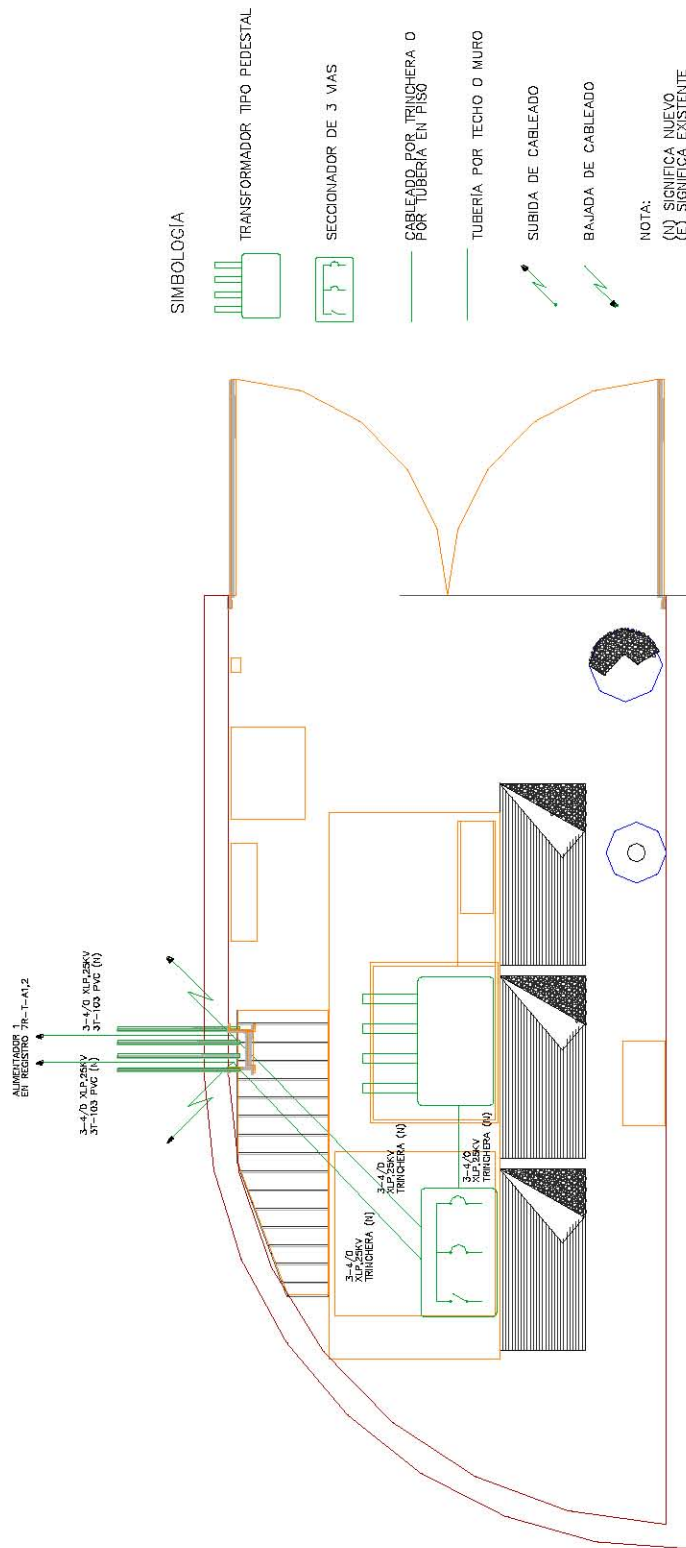 SIMBOLOGÍA
TRANSFORMADOR TIPO PEDESTAL
SECCIONADOR DE 3 VIAS
CABLEADO POR TRINCHERA O
POR TUBERÍA EN PISO
TUBERÍA POR TECHO O MURO
SUBIDA DE CABLEADO
BAJADA DE CABLEADO
NOTA:
(N) SIGNIFICA NUEVO
(E) SIGNIFICA EXISTENTE
ALIMENTADOR 1
EN REGISTRO 7R-T-A1,2
3-4/0 XLP,25KV
3T-103 PVC (N)
3-4/0 XLP,25KV
3T-103 PVC (N)
3-4/0
XLP,25KV
TRINCHERA (N)
3-4/0
XLP,25KV
TRINCHERA (N)
3-4/0
XLP,25KV
TRINCHERA (N)